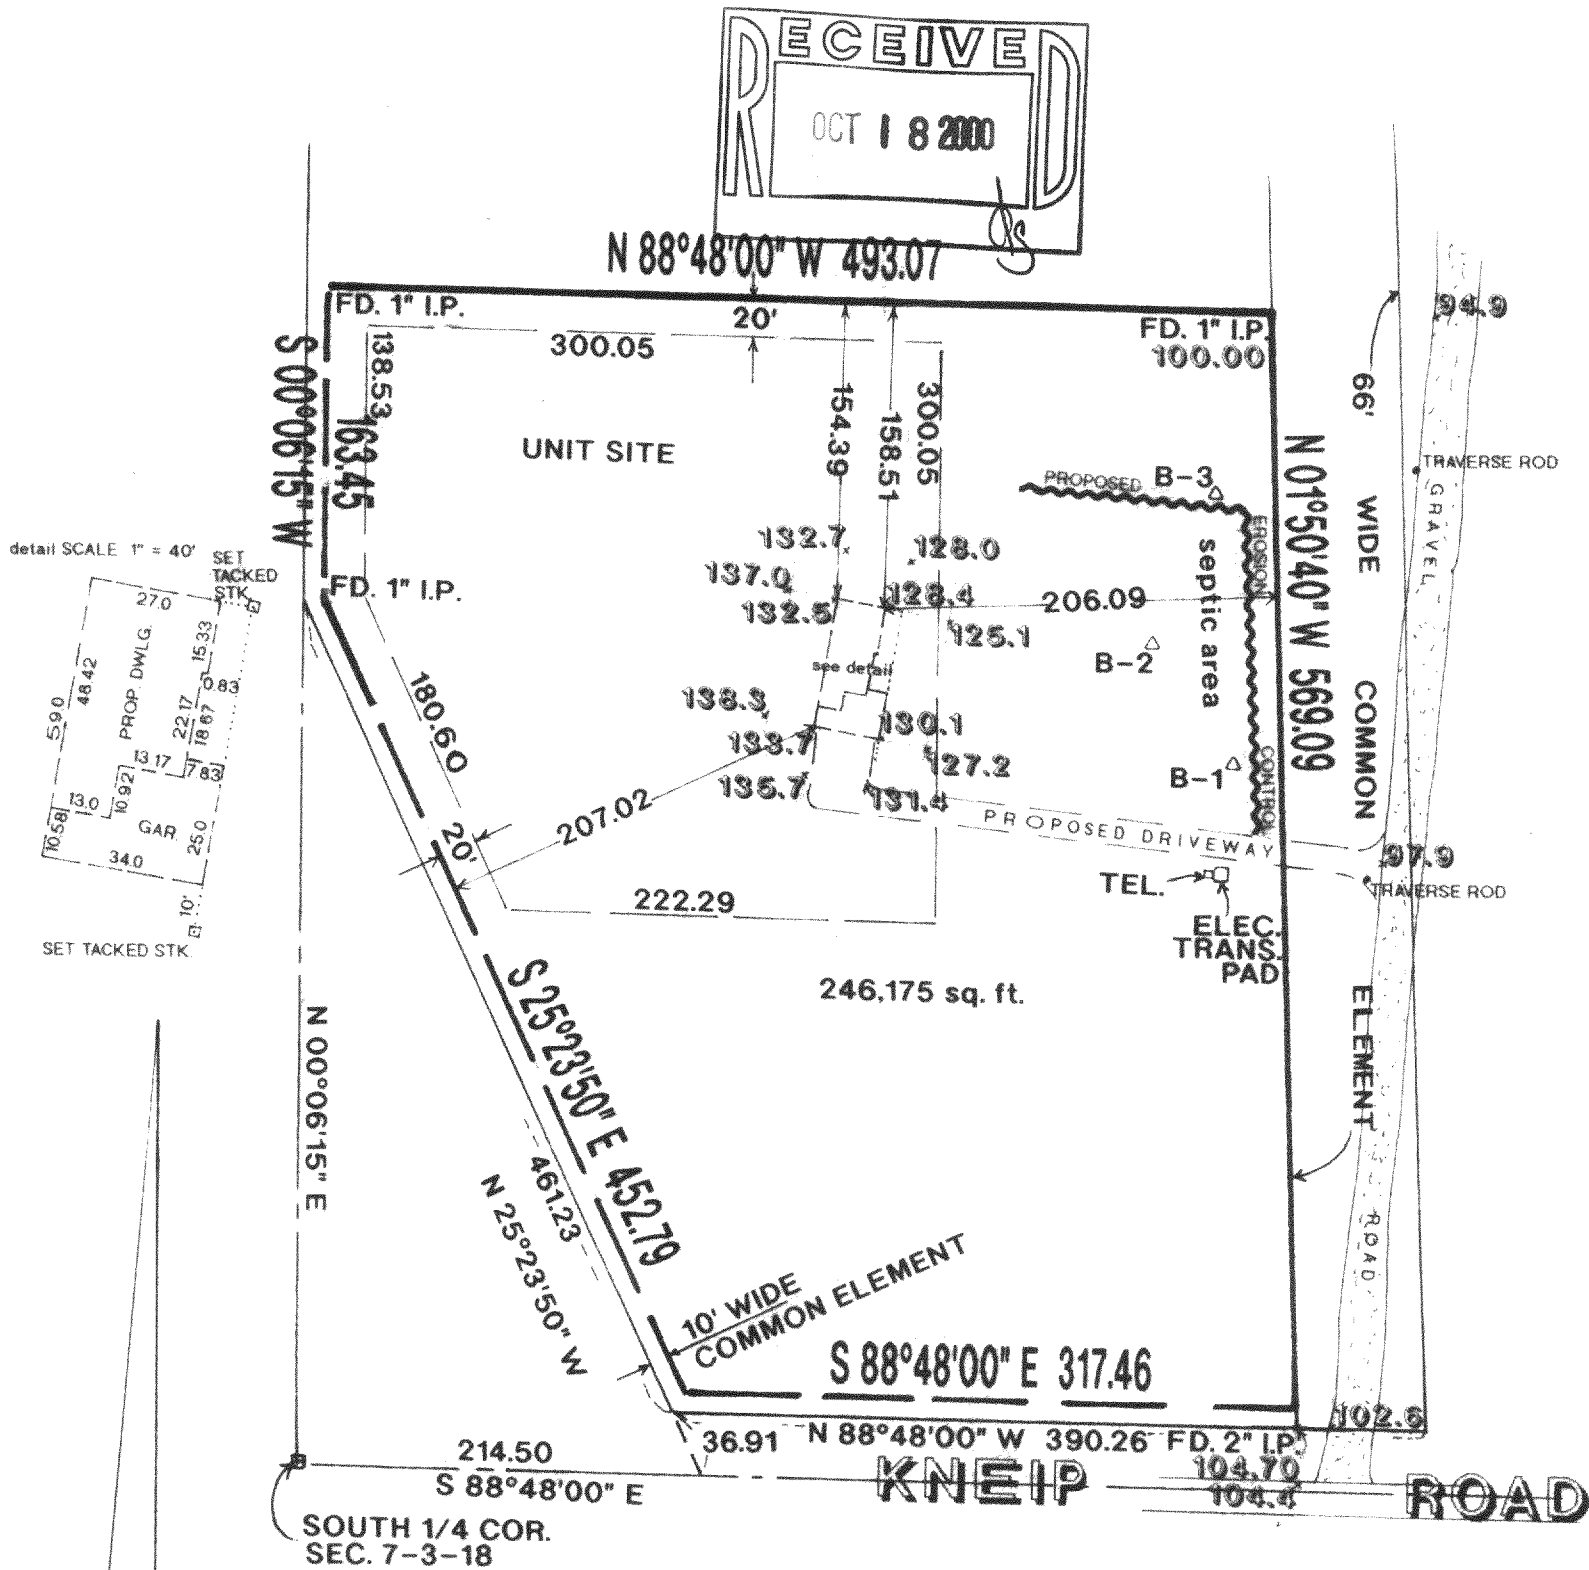 RECEIVED
OCT 18 2000
JS
N 88°48'00" W 493.07
FD. 1" I.P.
20'
FD. 1" I.P.
100.00
94.9
300.05
138.53
S 00°06'15" W
163.45
154.39
158.51
300.05
UNIT SITE
66' WIDE COMMON ELEMENT
TRAVERSE ROD
GRAVEL ROAD
PROPOSED EROSION CONTROL
B-3
N 01°50'40" W 569.09
septic area
detail SCALE 1" = 40'
SET
TACKED
STK.
27.0
15.33
PROP. DWLG.
48.42
59.0
0.83
22.17
18.67
13.17
7.83
10.92
13.0
GAR.
25.0
10.58
34.0
10'
SET TACKED STK.
FD. 1" I.P.
132.7
128.0
137.0
128.4
132.5
206.09
125.1
see detail
B-2
138.3
130.1
133.7
127.2
135.7
131.4
B-1
180.60
207.02
20'
PROPOSED DRIVEWAY
97.9
TRAVERSE ROD
TEL.
ELEC.
TRANS.
PAD
222.29
246,175 sq. ft.
S 25°23'50" E 452.79
N 00°06'15" E
461.23
N 25°23'50" W
10' WIDE
COMMON ELEMENT
S 88°48'00" E 317.46
102.6
36.91
N 88°48'00" W 390.26
FD. 2" I.P.
104.70
104.4
214.50
S 88°48'00" E
KNEIP ROAD
SOUTH 1/4 COR.
SEC. 7-3-18